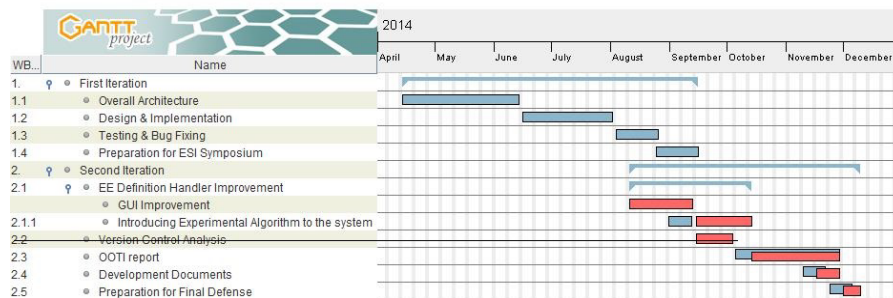 GANTT
project
2014
April May June July August September October November December
WB... Name
1. First Iteration
1.1 Overall Architecture
1.2 Design & Implementation
1.3 Testing & Bug Fixing
1.4 Preparation for ESI Symposium
2. Second Iteration
2.1 EE Definition Handler Improvement
GUI Improvement
2.1.1 Introducing Experimental Algorithm to the system
2.2 Version Control Analysis
2.3 OOTI report
2.4 Development Documents
2.5 Preparation for Final Defense